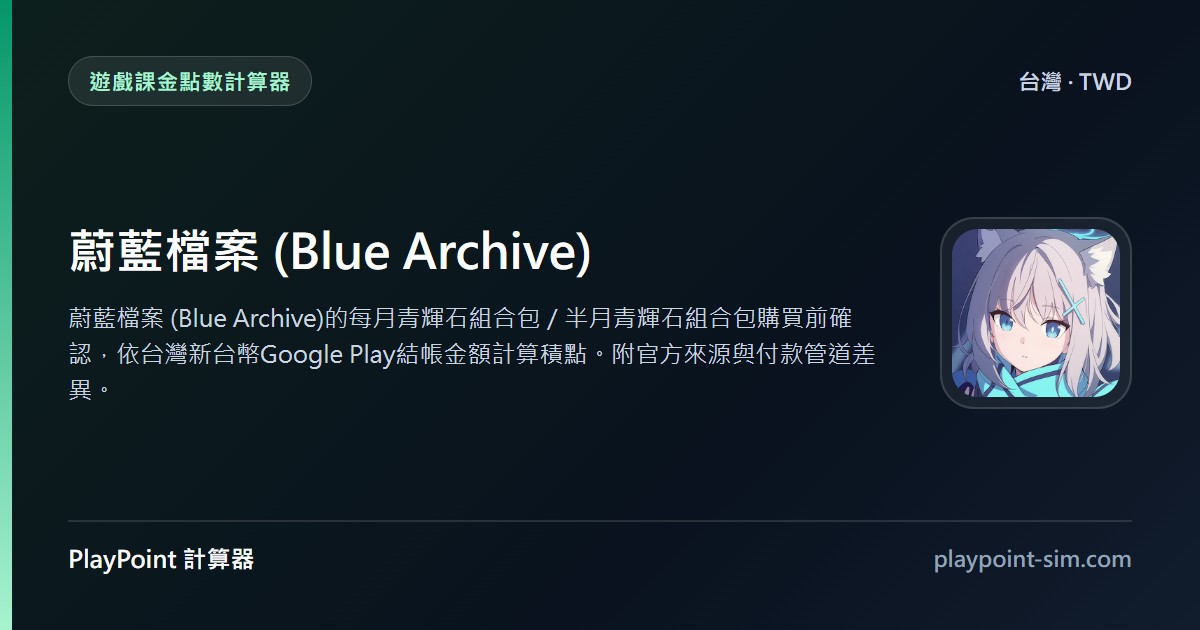 遊戲課金點數計算器
台灣 · TWD
蔚藍檔案 (Blue Archive)
蔚藍檔案 (Blue Archive)的每月青輝石組合包 / 半月青輝石組合包購買前確
認，依台灣新台幣Google Play結帳金額計算積點。附官方來源與付款管道差
異。
PlayPoint 計算器
playpoint-sim.com